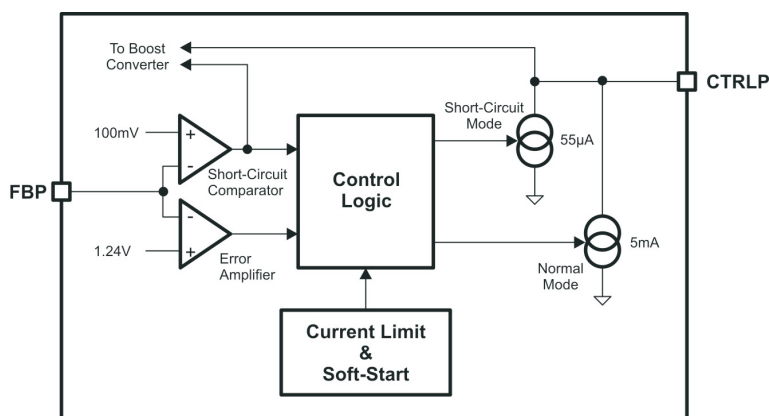 To Boost
Converter
CTRLP
Short-Circuit
Mode
100mV
+
-
55µA
Short-Circuit
Comparator
Control
Logic
FBP
-
+
1.24V
Error
Amplifier
5mA
Normal
Mode
Current Limit
&
Soft-Start